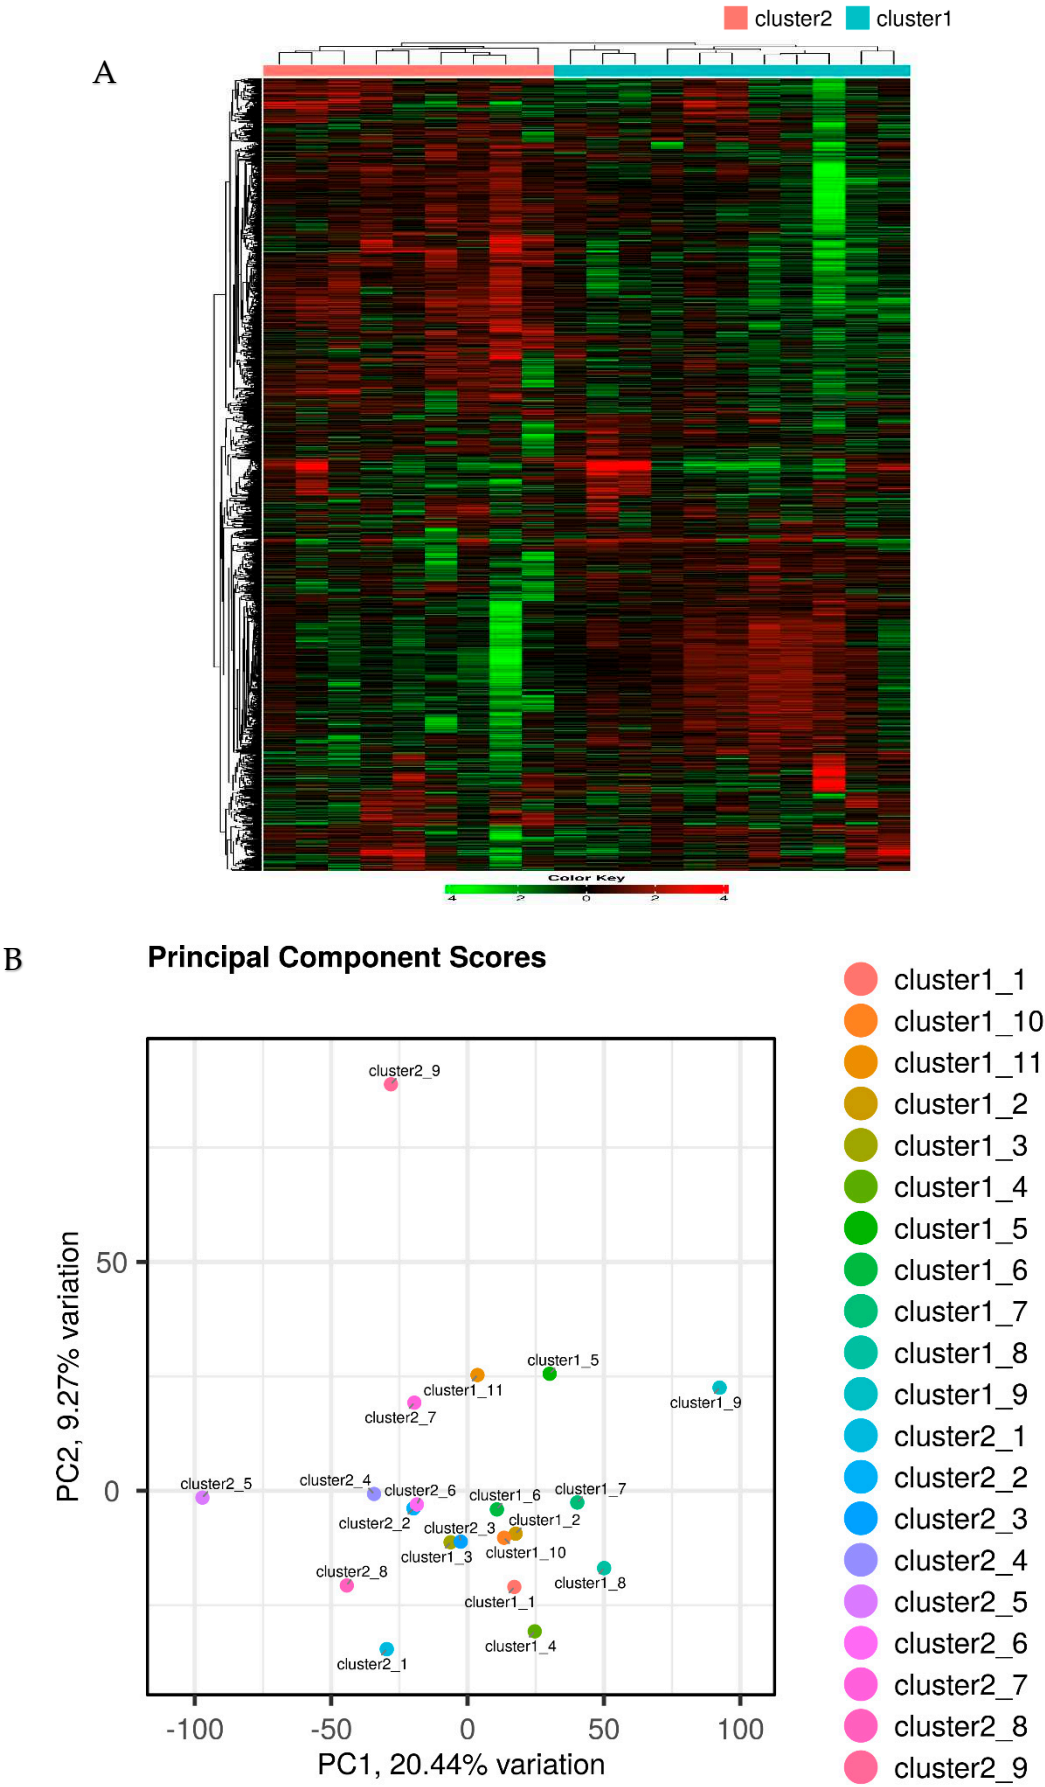 cluster2 cluster1
A
Color Key
4 2 0 2 4
B
Principal Component Scores
cluster2_9
cluster1_5
cluster1_11
cluster1_9
cluster2_7
cluster2_5
cluster2_4
cluster2_6
cluster1_6
cluster1_7
cluster2_2
cluster2_3
cluster1_2
cluster1_3
cluster1_10
cluster2_8
cluster1_8
cluster1_1
cluster1_4
cluster2_1
50
0
PC2, 9.27% variation
-100 -50 0 50 100
PC1, 20.44% variation
cluster1_1
cluster1_10
cluster1_11
cluster1_2
cluster1_3
cluster1_4
cluster1_5
cluster1_6
cluster1_7
cluster1_8
cluster1_9
cluster2_1
cluster2_2
cluster2_3
cluster2_4
cluster2_5
cluster2_6
cluster2_7
cluster2_8
cluster2_9